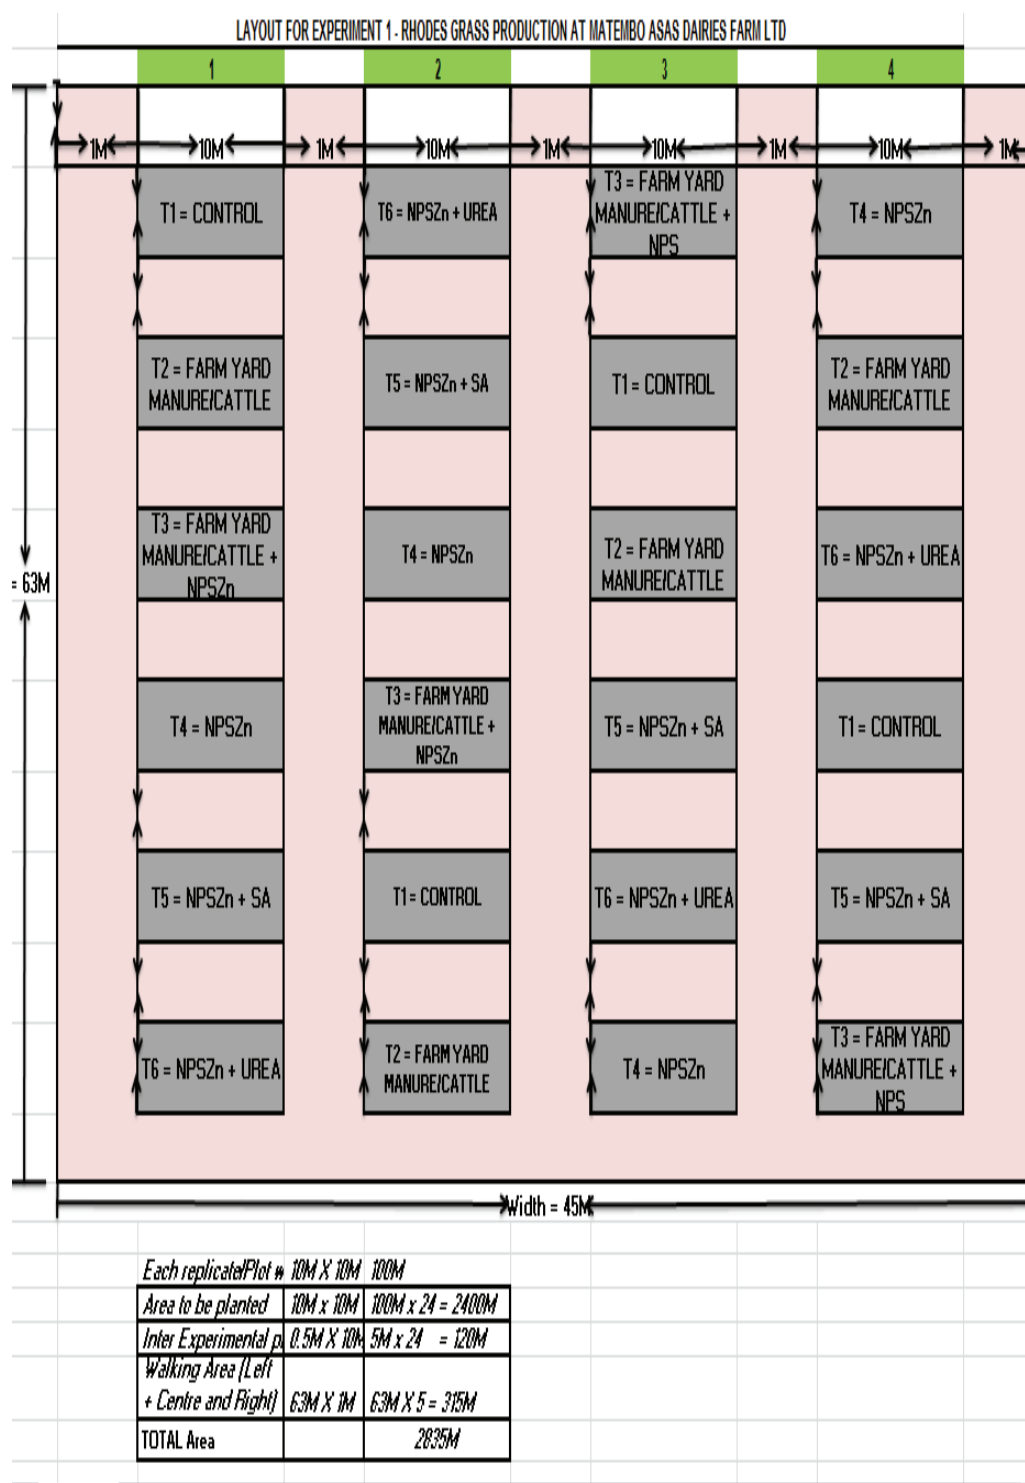 LAYOUT FOR EXPERIMENT 1 - RHODES GRASS PRODUCTION AT MATEMBO ASAS DAIRIES FARM LTD
1 2 3 4
1M 10M 1M 10M 1M 10M 1M 10M 1M
T1 = CONTROL
T6 = NPSZn + UREA
T3 = FARM YARD
MANURE/CATTLE +
NPS
T4 = NPSZn
T2 = FARM YARD
MANURE/CATTLE
T5 = NPSZn + SA
T1 = CONTROL
T2 = FARM YARD
MANURE/CATTLE
T3 = FARM YARD
MANURE/CATTLE +
NPSZn
T4 = NPSZn
T2 = FARM YARD
MANURE/CATTLE
T6 = NPSZn + UREA
= 63M
T4 = NPSZn
T3 = FARM YARD
MANURE/CATTLE +
NPSZn
T5 = NPSZn + SA
T1 = CONTROL
T5 = NPSZn + SA
T1 = CONTROL
T6 = NPSZn + UREA
T5 = NPSZn + SA
T6 = NPSZn + UREA
T2 = FARM YARD
MANURE/CATTLE
T4 = NPSZn
T3 = FARM YARD
MANURE/CATTLE +
NPS
Width = 45M
Each replicate/Plot w 10M X 10M 100M
Area to be planted 10M x 10M 100M x 24 = 2400M
Inter Experimental 0.5M X 10M 5M x 24 = 120M
Walking Area (Left
+ Centre and Right) 63M X 1M 63M X 5 = 315M
TOTAL Area 2835M